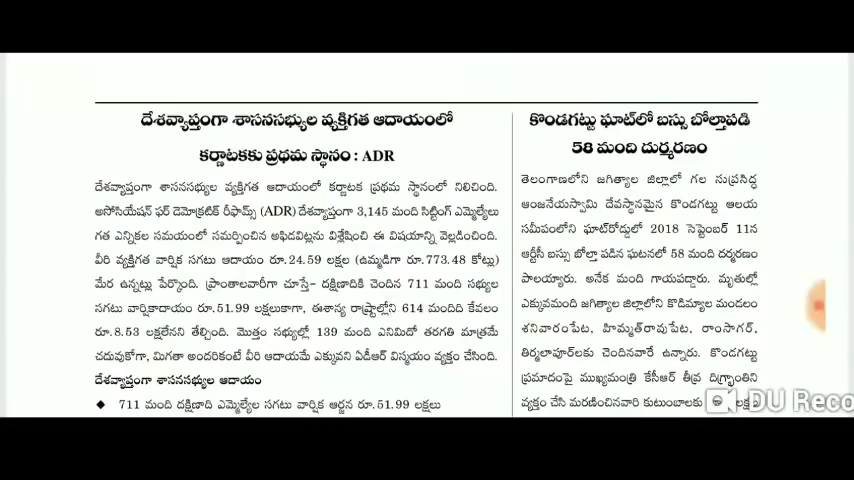 దేశవ్యాప్తంగా శాసనసభ్యుల వ్యక్తిగత ఆదాయంలో
కర్ణాటకకు ప్రథమ స్థానం : ADR
దేశవ్యాప్తంగా శాసనసభ్యుల వ్యక్తిగత ఆదాయంలో కర్ణాటక ప్రథమ స్థానంలో నిలిచింది.
అసోసియేషన్ ఫర్ డెమోక్రటిక్ రీఫామ్స్ (ADR) దేశవ్యాప్తంగా 3,145 మంది సిట్టింగ్ ఎమ్మెల్యేలు
గత ఎన్నికల సమయంలో సమర్పించిన అఫిడవిట్లను విశ్లేషించి ఈ విషయాన్ని వెల్లడించింది.
వీరి వ్యక్తిగత వార్షిక సగటు ఆదాయం రూ.24.59 లక్షల (ఉమ్మడిగా రూ.773.48 కోట్లు)
మేర ఉన్నట్లు పేర్కొంది. ప్రాంతాలవారీగా చూస్తే- దక్షిణాదికి చెందిన 711 మంది సభ్యుల
సగటు వార్షికాదాయం రూ.51.99 లక్షలుకాగా, ఈశాన్య రాష్ట్రాల్లోని 614 మందిది కేవలం
రూ.8.53 లక్షలేనని తేల్చింది. మొత్తం సభ్యుల్లో 139 మంది ఎనిమిదో తరగతి మాత్రమే
చదువుకోగా, మిగతా అందరికంటే వీరి ఆదాయమే ఎక్కువని ఏడీఆర్ విస్మయం వ్యక్తం చేసింది.
దేశవ్యాప్తంగా శాసనసభ్యుల ఆదాయం
◆ 711 మంది దక్షిణాది ఎమ్మెల్యేల సగటు వార్షిక ఆర్జన రూ.51.99 లక్షలు
కొండగట్టు ఘాట్‌లో బస్సు బోల్తాపడి
58 మంది దుర్మరణం
తెలంగాణలోని జగిత్యాల జిల్లాలో గల సుప్రసిద్ధ
ఆంజనేయస్వామి దేవస్థానమైన కొండగట్టు ఆలయ
సమీపంలోని ఘాట్‌రోడ్డులో 2018 సెప్టెంబర్ 11న
ఆర్టీసీ బస్సు బోల్తా పడిన ఘటనలో 58 మంది దర్మరణం
పాలయ్యారు. అనేక మంది గాయపడ్డారు. మృతుల్లో
ఎక్కువమంది జగిత్యాల జిల్లాలోని కొడిమ్యాల మండలం
శనివారంపేట, హిమ్మత్‌రావుపేట, రాంసాగర్,
తిర్మలాపూర్‌లకు చెందినవారే ఉన్నారు. కొండగట్టు
ప్రమాదంపై ముఖ్యమంత్రి కేసీఆర్ తీవ్ర దిగ్భ్రాంతిని
వ్యక్తం చేసి మరణించినవారి కుటుంబాలకు
DU Reco